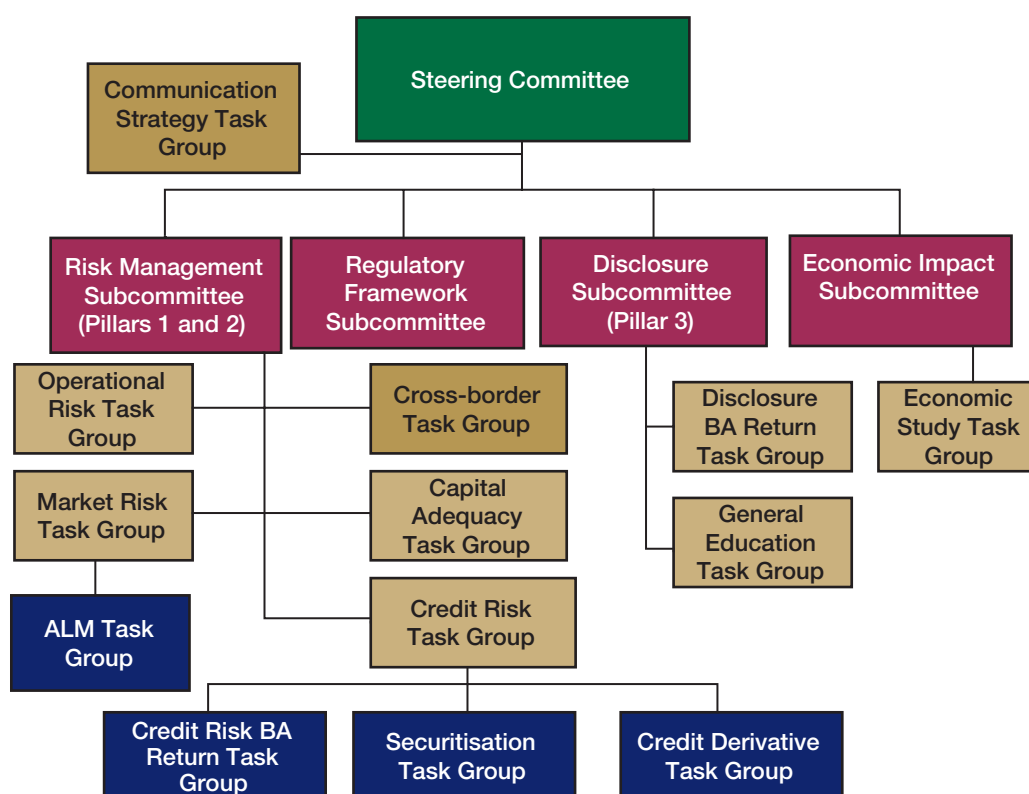 Steering Committee
Communication
Strategy Task
Group
Risk Management
Subcommittee
(Pillars 1 and 2)
Regulatory
Framework
Subcommittee
Disclosure
Subcommittee
(Pillar 3)
Economic Impact
Subcommittee
Operational
Risk Task
Group
Cross-border
Task Group
Disclosure
BA Return
Task Group
Economic
Study Task
Group
Market Risk
Task Group
Capital
Adequacy
Task Group
General
Education
Task Group
ALM Task
Group
Credit Risk
Task Group
Credit Risk BA
Return Task
Group
Securitisation
Task Group
Credit Derivative
Task Group